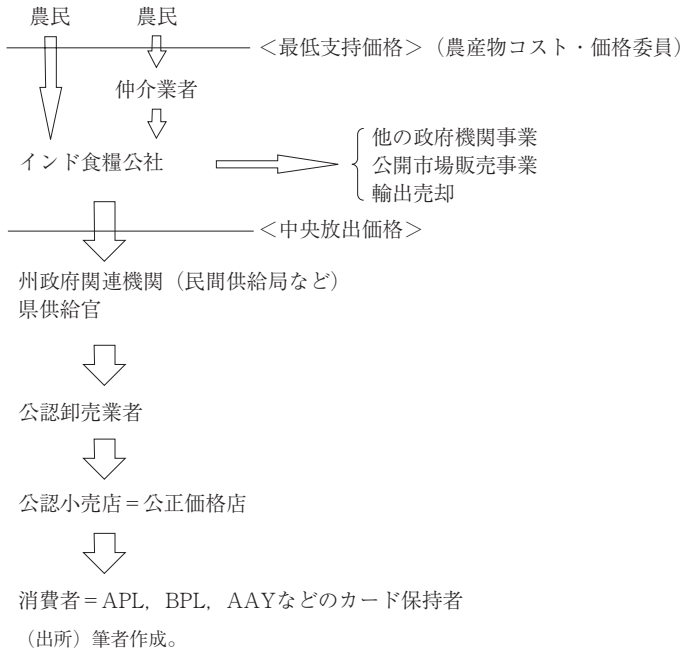 農民　農民
＜最低支持価格＞（農産物コスト・価格委員）
仲介業者
他の政府機関事業
インド食糧公社　公開市場販売事業
輸出売却
＜中央放出価格＞
州政府関連機関（民間供給局など）
県供給官
公認卸売業者
公認小売店＝公正価格店
消費者＝APL，BPL，AAYなどのカード保持者
（出所）筆者作成。